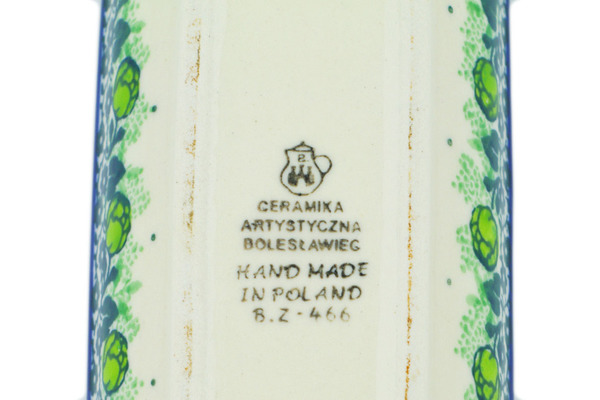 B.
CERAMIKA
ARTYSTYCZNA
BOLESŁAWIEC
HAND MADE
IN POLAND
B.Z-466